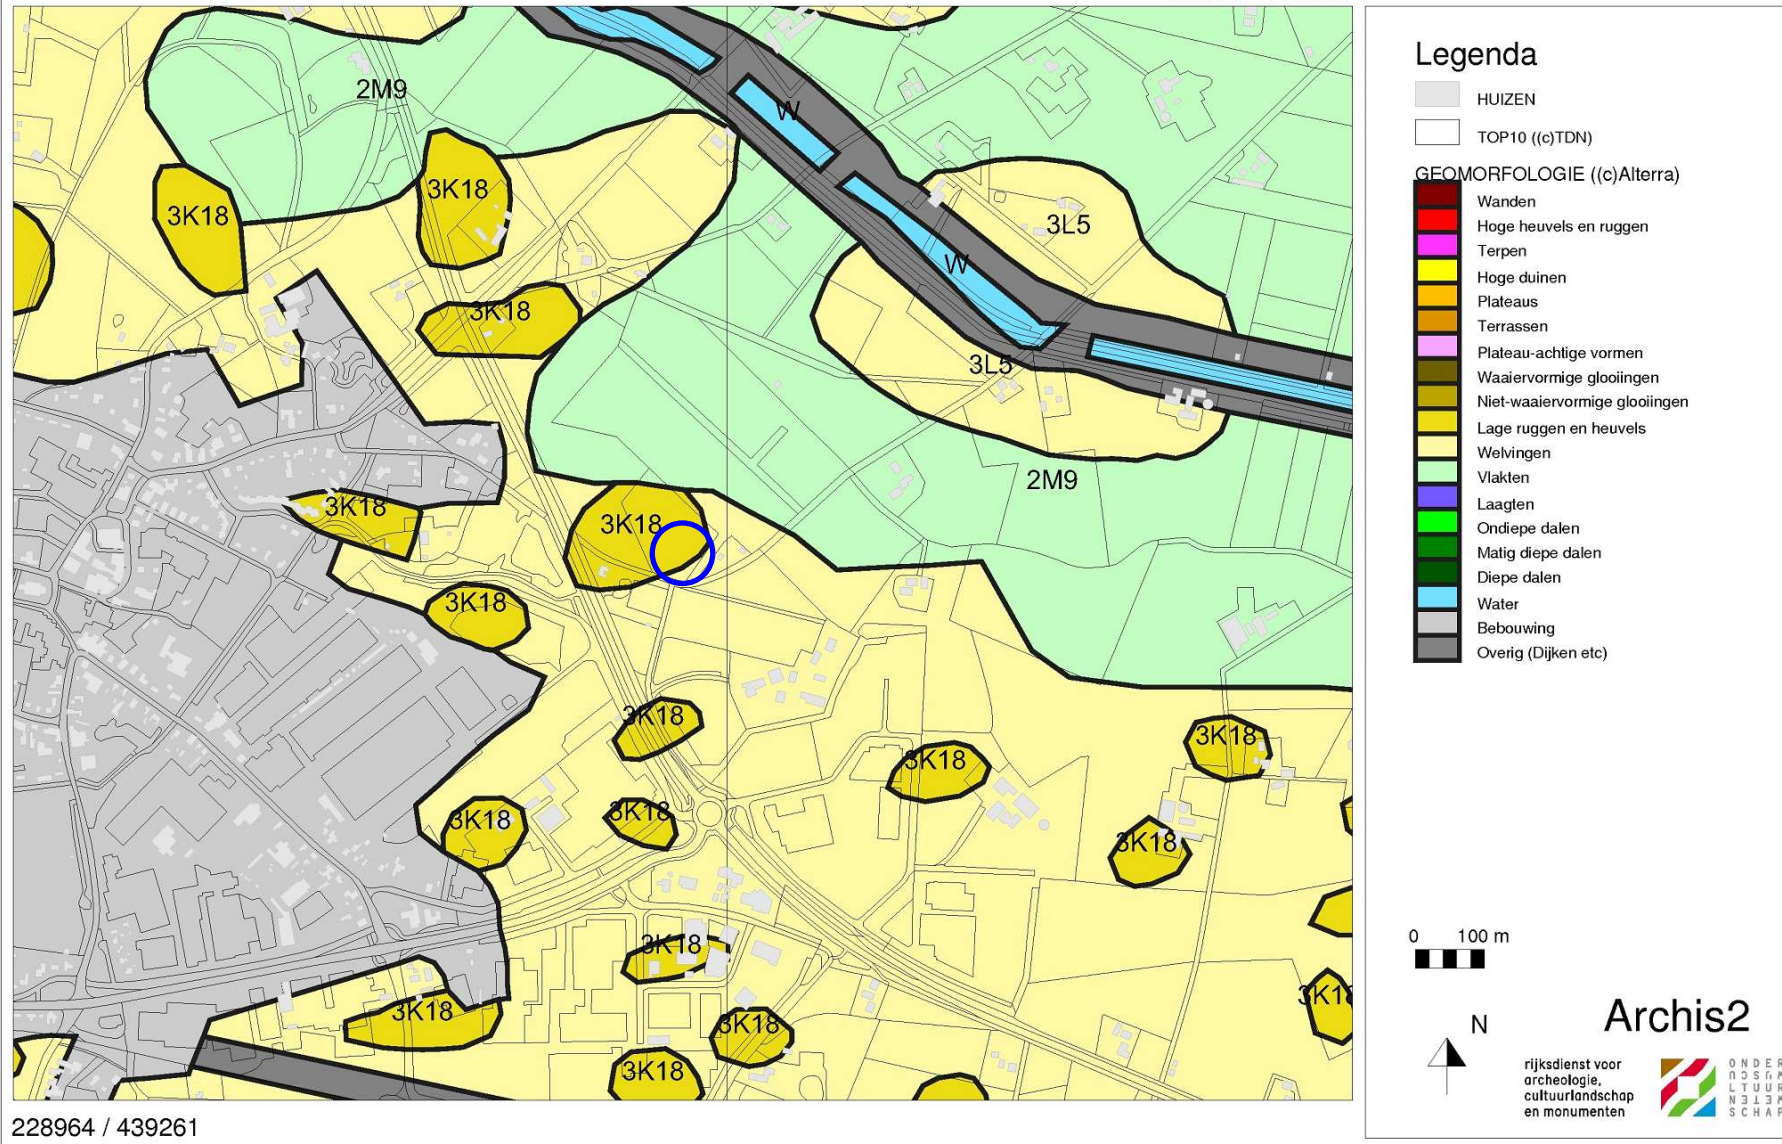 2M9
W
3K18
3K18
3L5
W
3K18
3L5
2M9
3K18
3K18
3K18
3K18
3K18
3K18
3K18
3K18
3K18
3K18
3K18
3K18
3K18
3K18
228964 / 439261
Legenda
HUIZEN
TOP10 ((c)TDN)
GEOMORFOLOGIE ((c)Alterra)
Wanden
Hoge heuvels en ruggen
Terpen
Hoge duinen
Plateaus
Terrassen
Plateau-achtige vormen
Waaiervormige glooiingen
Niet-waaiervormige glooiingen
Lage ruggen en heuvels
Welvingen
Vlakten
Laagten
Ondiepe dalen
Matig diepe dalen
Diepe dalen
Water
Bebouwing
Overig (Dijken etc)
0 100 m
N
Archis2
rijksdienst voor
archeologie,
cultuurlandschap
en monumenten